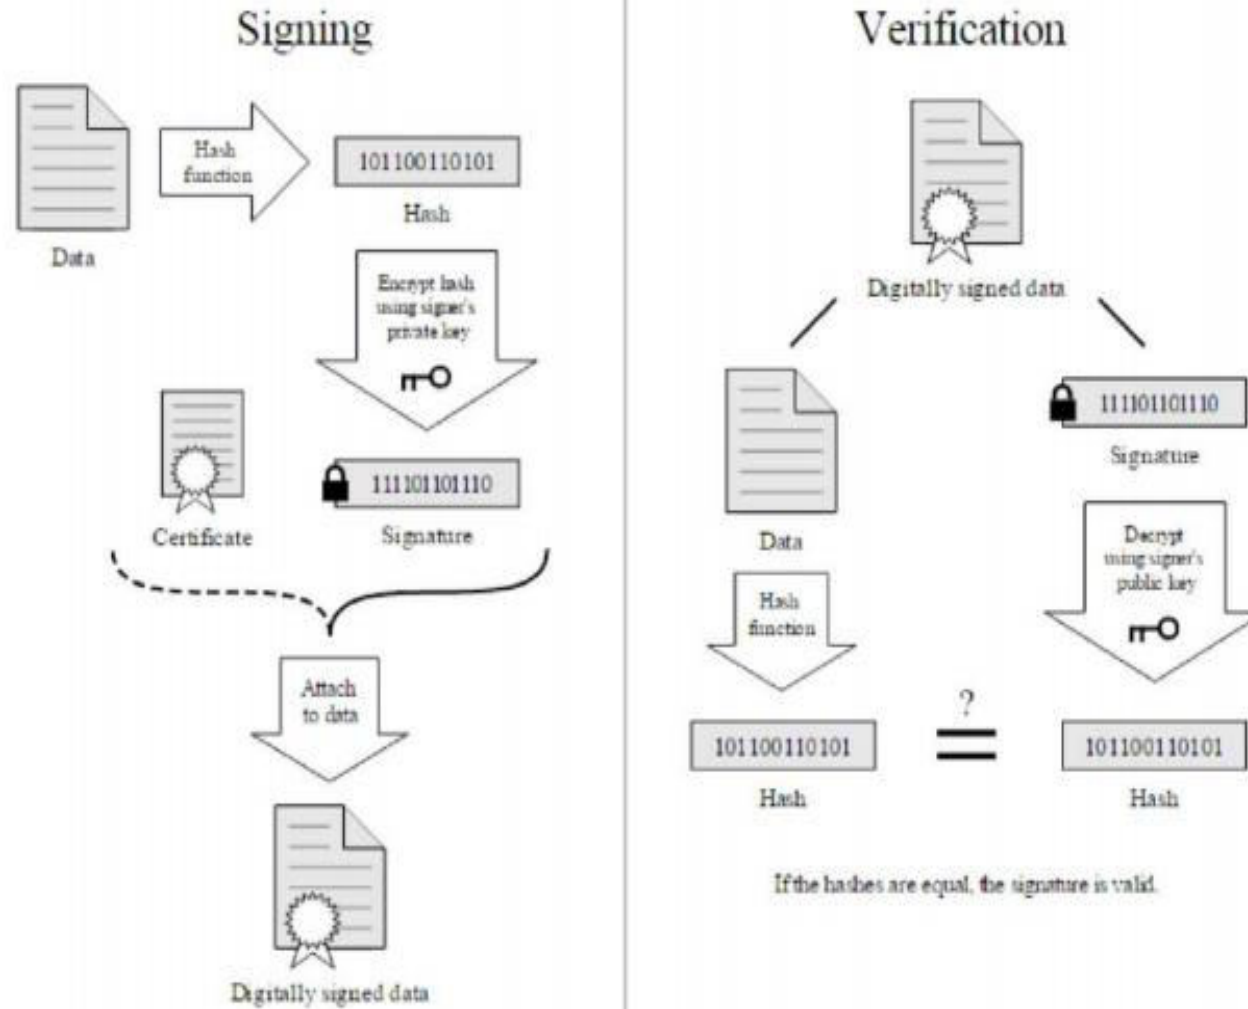 Signing
Hash
function
101100110101
Hash
Data
Encrypt hash
using signer's
private key
111101101110
Certificate
Signature
Attach
to data
Digitally signed data
Verification
Digitally signed data
111101101110
Signature
Data
Decrypt
using signer's
public key
Hash
function
?
101100110101
101100110101
Hash
Hash
If the hashes are equal, the signature is valid.